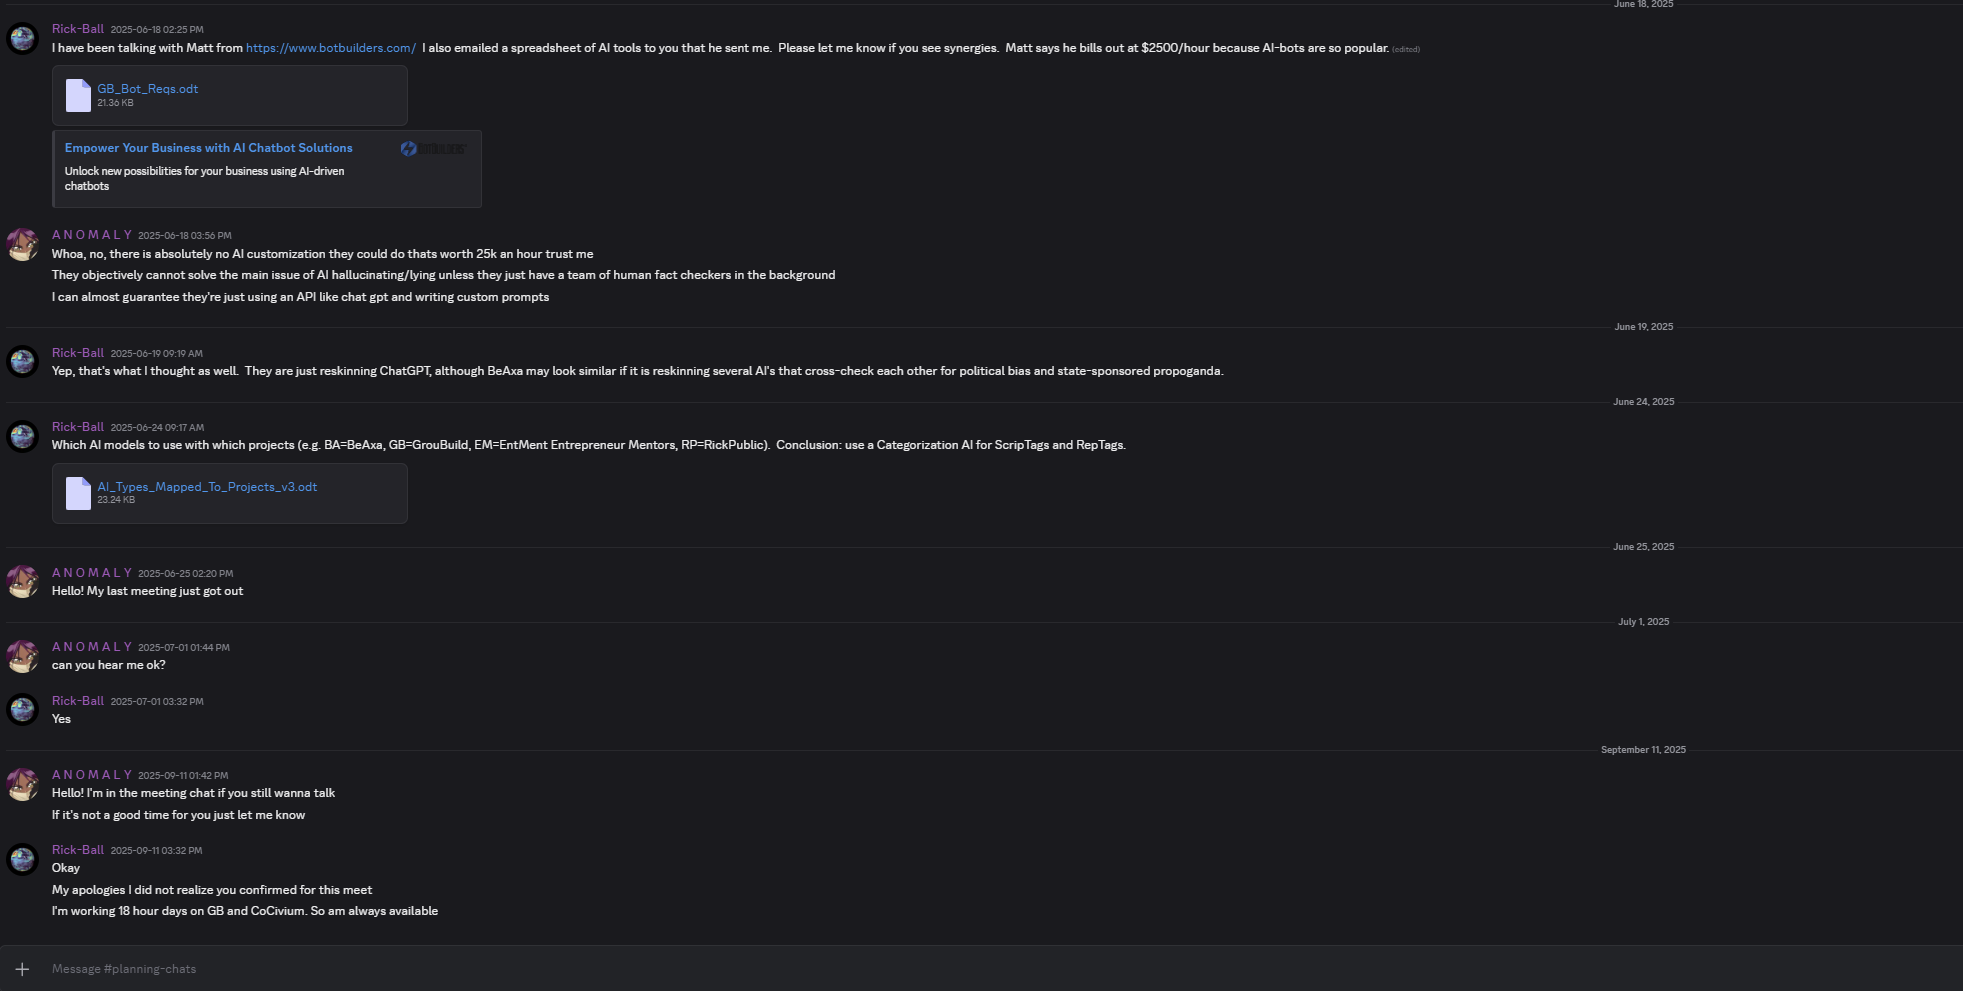 June 18, 2025
Rick-Ball 2025-06-18 02:25 PM
I have been talking with Matt from https://www.botbuilders.com/  I also emailed a spreadsheet of AI tools to you that he sent me.  Please let me know if you see synergies.  Matt says he bills out at $2500/hour because AI-bots are so popular. (edited)
GB_Bot_Reqs.odt
21.36 KB
Empower Your Business with AI Chatbot Solutions
BOTBUILDERS
Unlock new possibilities for your business using AI-driven
chatbots
A N O M A L Y 2025-06-18 03:56 PM
Whoa, no, there is absolutely no AI customization they could do thats worth 25k an hour trust me
They objectively cannot solve the main issue of AI hallucinating/lying unless they just have a team of human fact checkers in the background
I can almost guarantee they're just using an API like chat gpt and writing custom prompts
June 19, 2025
Rick-Ball 2025-06-19 09:19 AM
Yep, that's what I thought as well.  They are just reskinning ChatGPT, although BeAxa may look similar if it is reskinning several AI's that cross-check each other for political bias and state-sponsored propoganda.
June 24, 2025
Rick-Ball 2025-06-24 09:17 AM
Which AI models to use with which projects (e.g. BA=BeAxa, GB=GrouBuild, EM=EntMent Entrepreneur Mentors, RP=RickPublic).  Conclusion: use a Categorization AI for ScripTags and RepTags.
AI_Types_Mapped_To_Projects_v3.odt
23.24 KB
June 25, 2025
A N O M A L Y 2025-06-25 02:20 PM
Hello! My last meeting just got out
July 1, 2025
A N O M A L Y 2025-07-01 01:44 PM
can you hear me ok?
Rick-Ball 2025-07-01 03:32 PM
Yes
September 11, 2025
A N O M A L Y 2025-09-11 01:42 PM
Hello! I'm in the meeting chat if you still wanna talk
If it's not a good time for you just let me know
Rick-Ball 2025-09-11 03:32 PM
Okay
My apologies I did not realize you confirmed for this meet
I'm working 18 hour days on GB and CoCivium. So am always available
Message #planning-chats